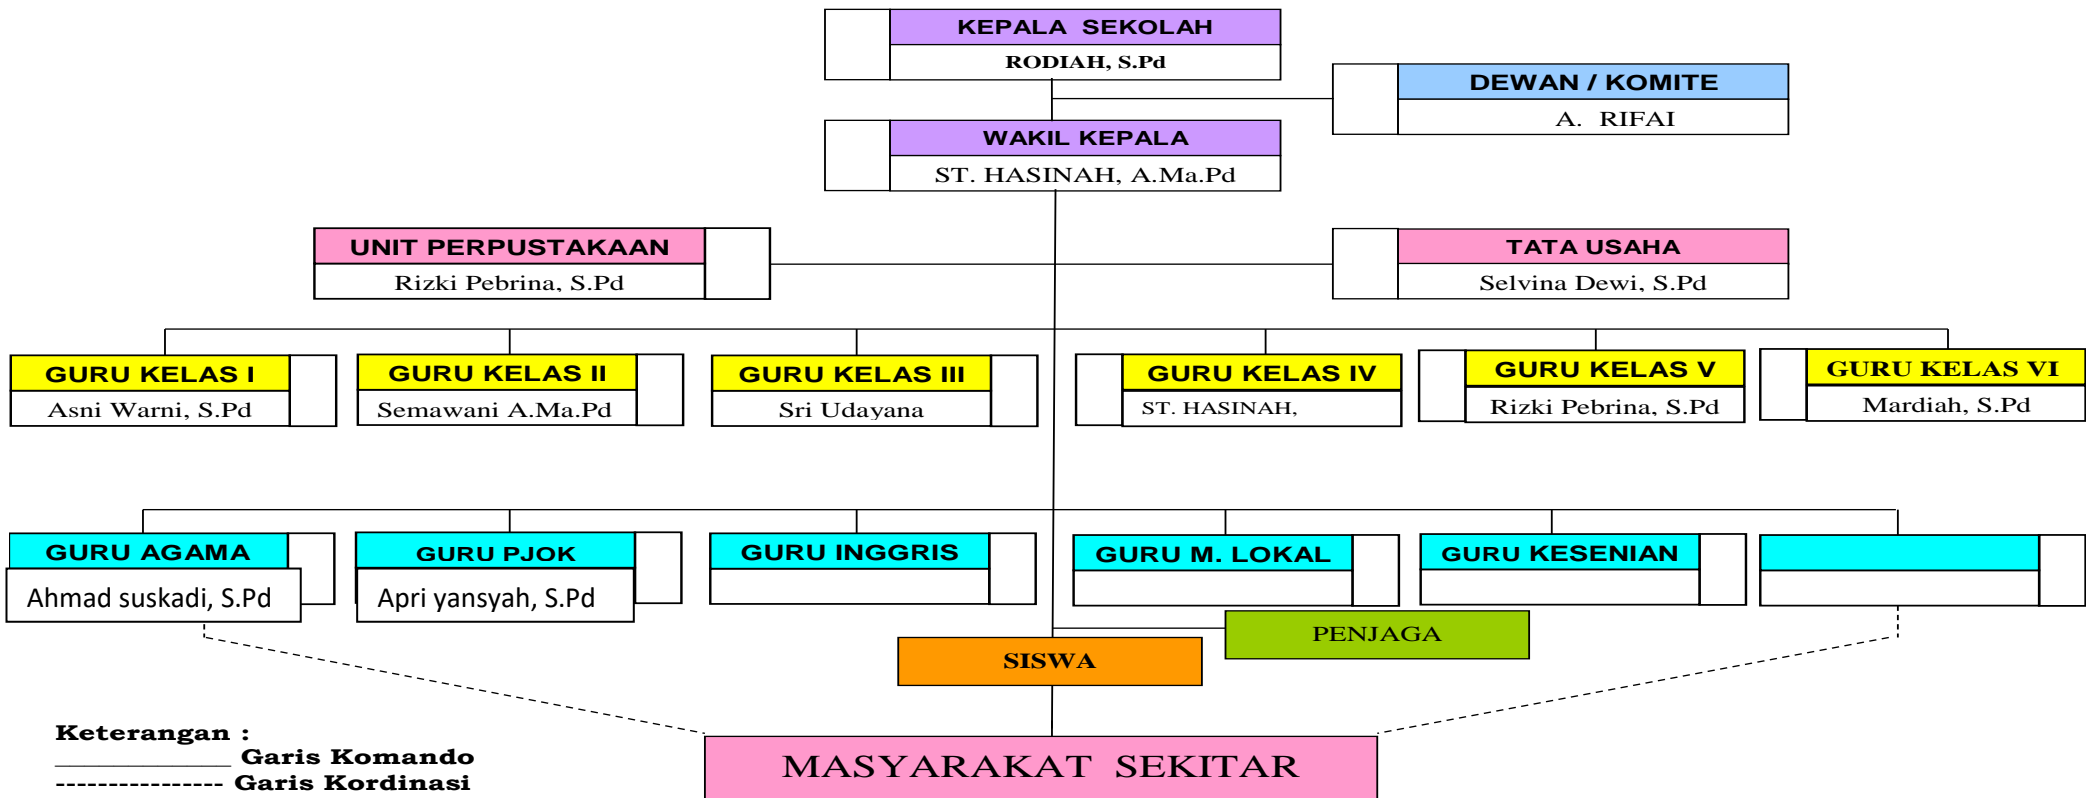 KEPALA SEKOLAH
RODIAH, S.Pd
DEWAN / KOMITE
A. RIFAI
WAKIL KEPALA
ST. HASINAH, A.Ma.Pd
UNIT PERPUSTAKAAN
Rizki Pebrina, S.Pd
TATA USAHA
Selvina Dewi, S.Pd
GURU KELAS I
Asni Warni, S.Pd
GURU KELAS II
Semawani A.Ma.Pd
GURU KELAS III
Sri Udayana
GURU KELAS IV
ST. HASINAH,
GURU KELAS V
Rizki Pebrina, S.Pd
GURU KELAS VI
Mardiah, S.Pd
GURU AGAMA
Ahmad suskadi, S.Pd
GURU PJOK
Apri yansyah, S.Pd
GURU INGGRIS
GURU M. LOKAL
GURU KESENIAN
PENJAGA
SISWA
MASYARAKAT SEKITAR
Keterangan :
______________ Garis Komando
---------------- Garis Kordinasi